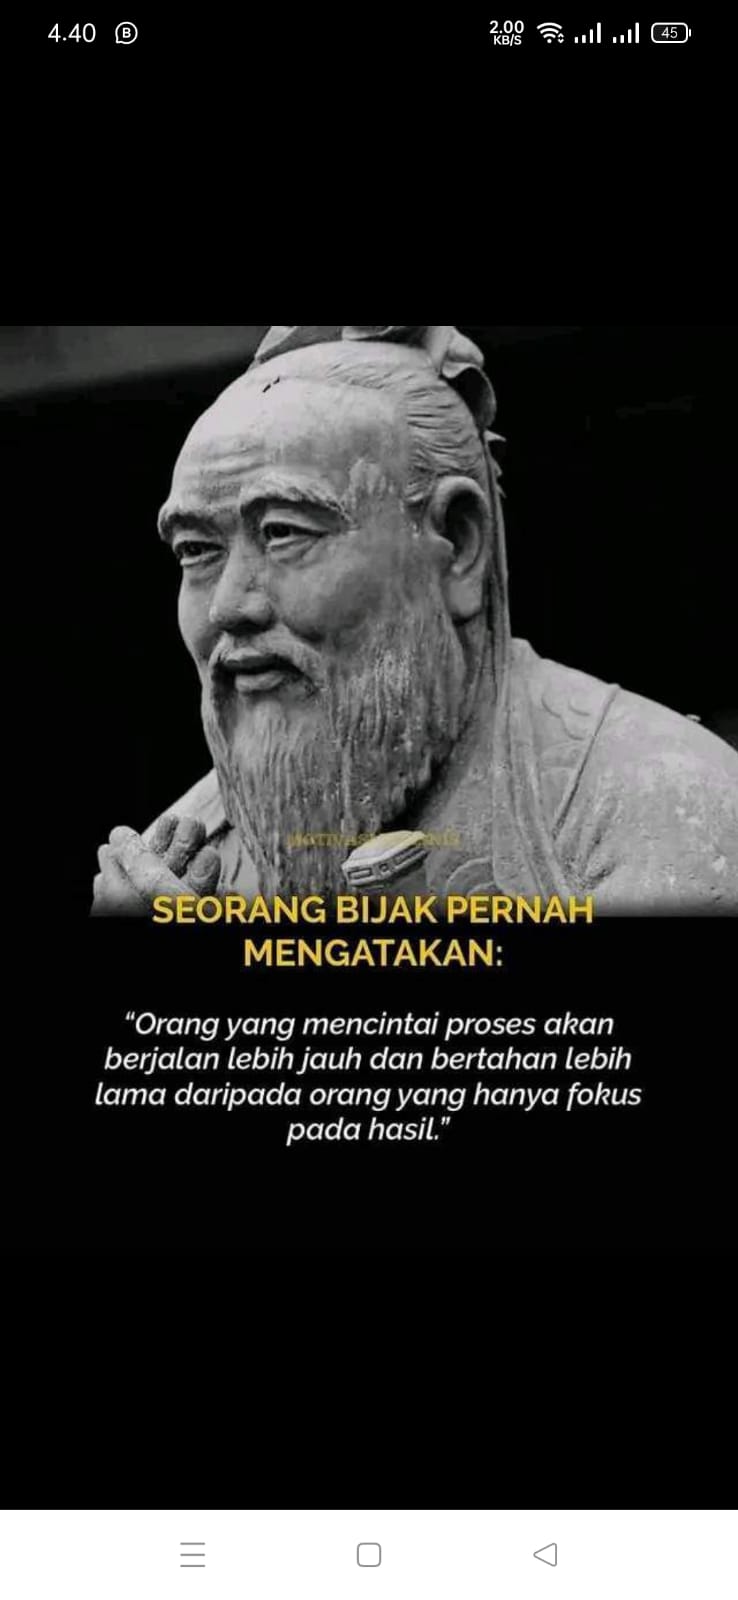 4.40
2.00
KB/S
45
SEORANG BIJAK PERNAH
MENGATAKAN:
“Orang yang mencintai proses akan
berjalan lebih jauh dan bertahan lebih
lama daripada orang yang hanya fokus
pada hasil.”